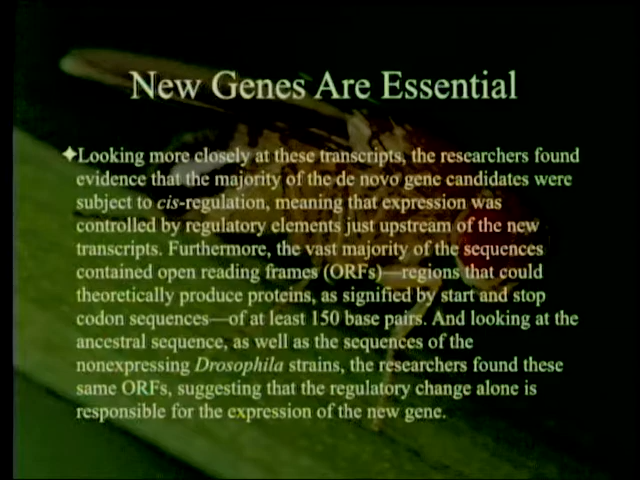 New Genes Are Essential
✦Looking more closely at these transcripts, the researchers found
evidence that the majority of the de novo gene candidates were
subject to cis-regulation, meaning that expression was
controlled by regulatory elements just upstream of the new
transcripts. Furthermore, the vast majority of the sequences
contained open reading frames (ORFs)—regions that could
theoretically produce proteins, as signified by start and stop
codon sequences—of at least 150 base pairs. And looking at the
ancestral sequence, as well as the sequences of the
nonexpressing Drosophila strains, the researchers found these
same ORFs, suggesting that the regulatory change alone is
responsible for the expression of the new gene.